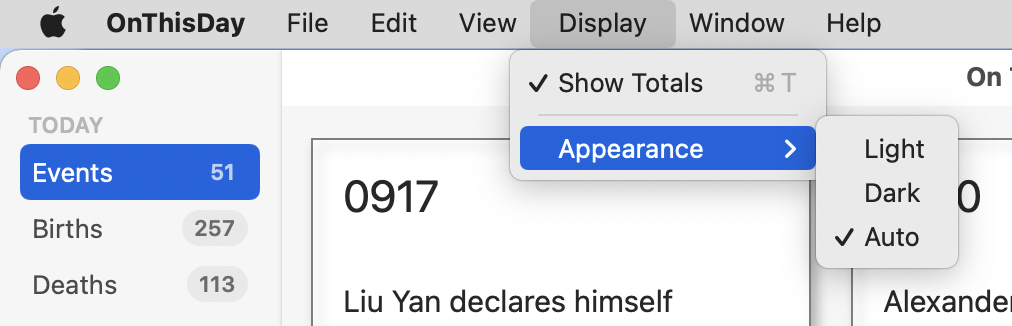 OnThisDay File Edit View Display Window Help
Show Totals ⌘ T
On
TODAY
Appearance
Light
Events 51
Dark
0917
0
Births 257
Auto
Deaths 113
Liu Yan declares himself
Alexander